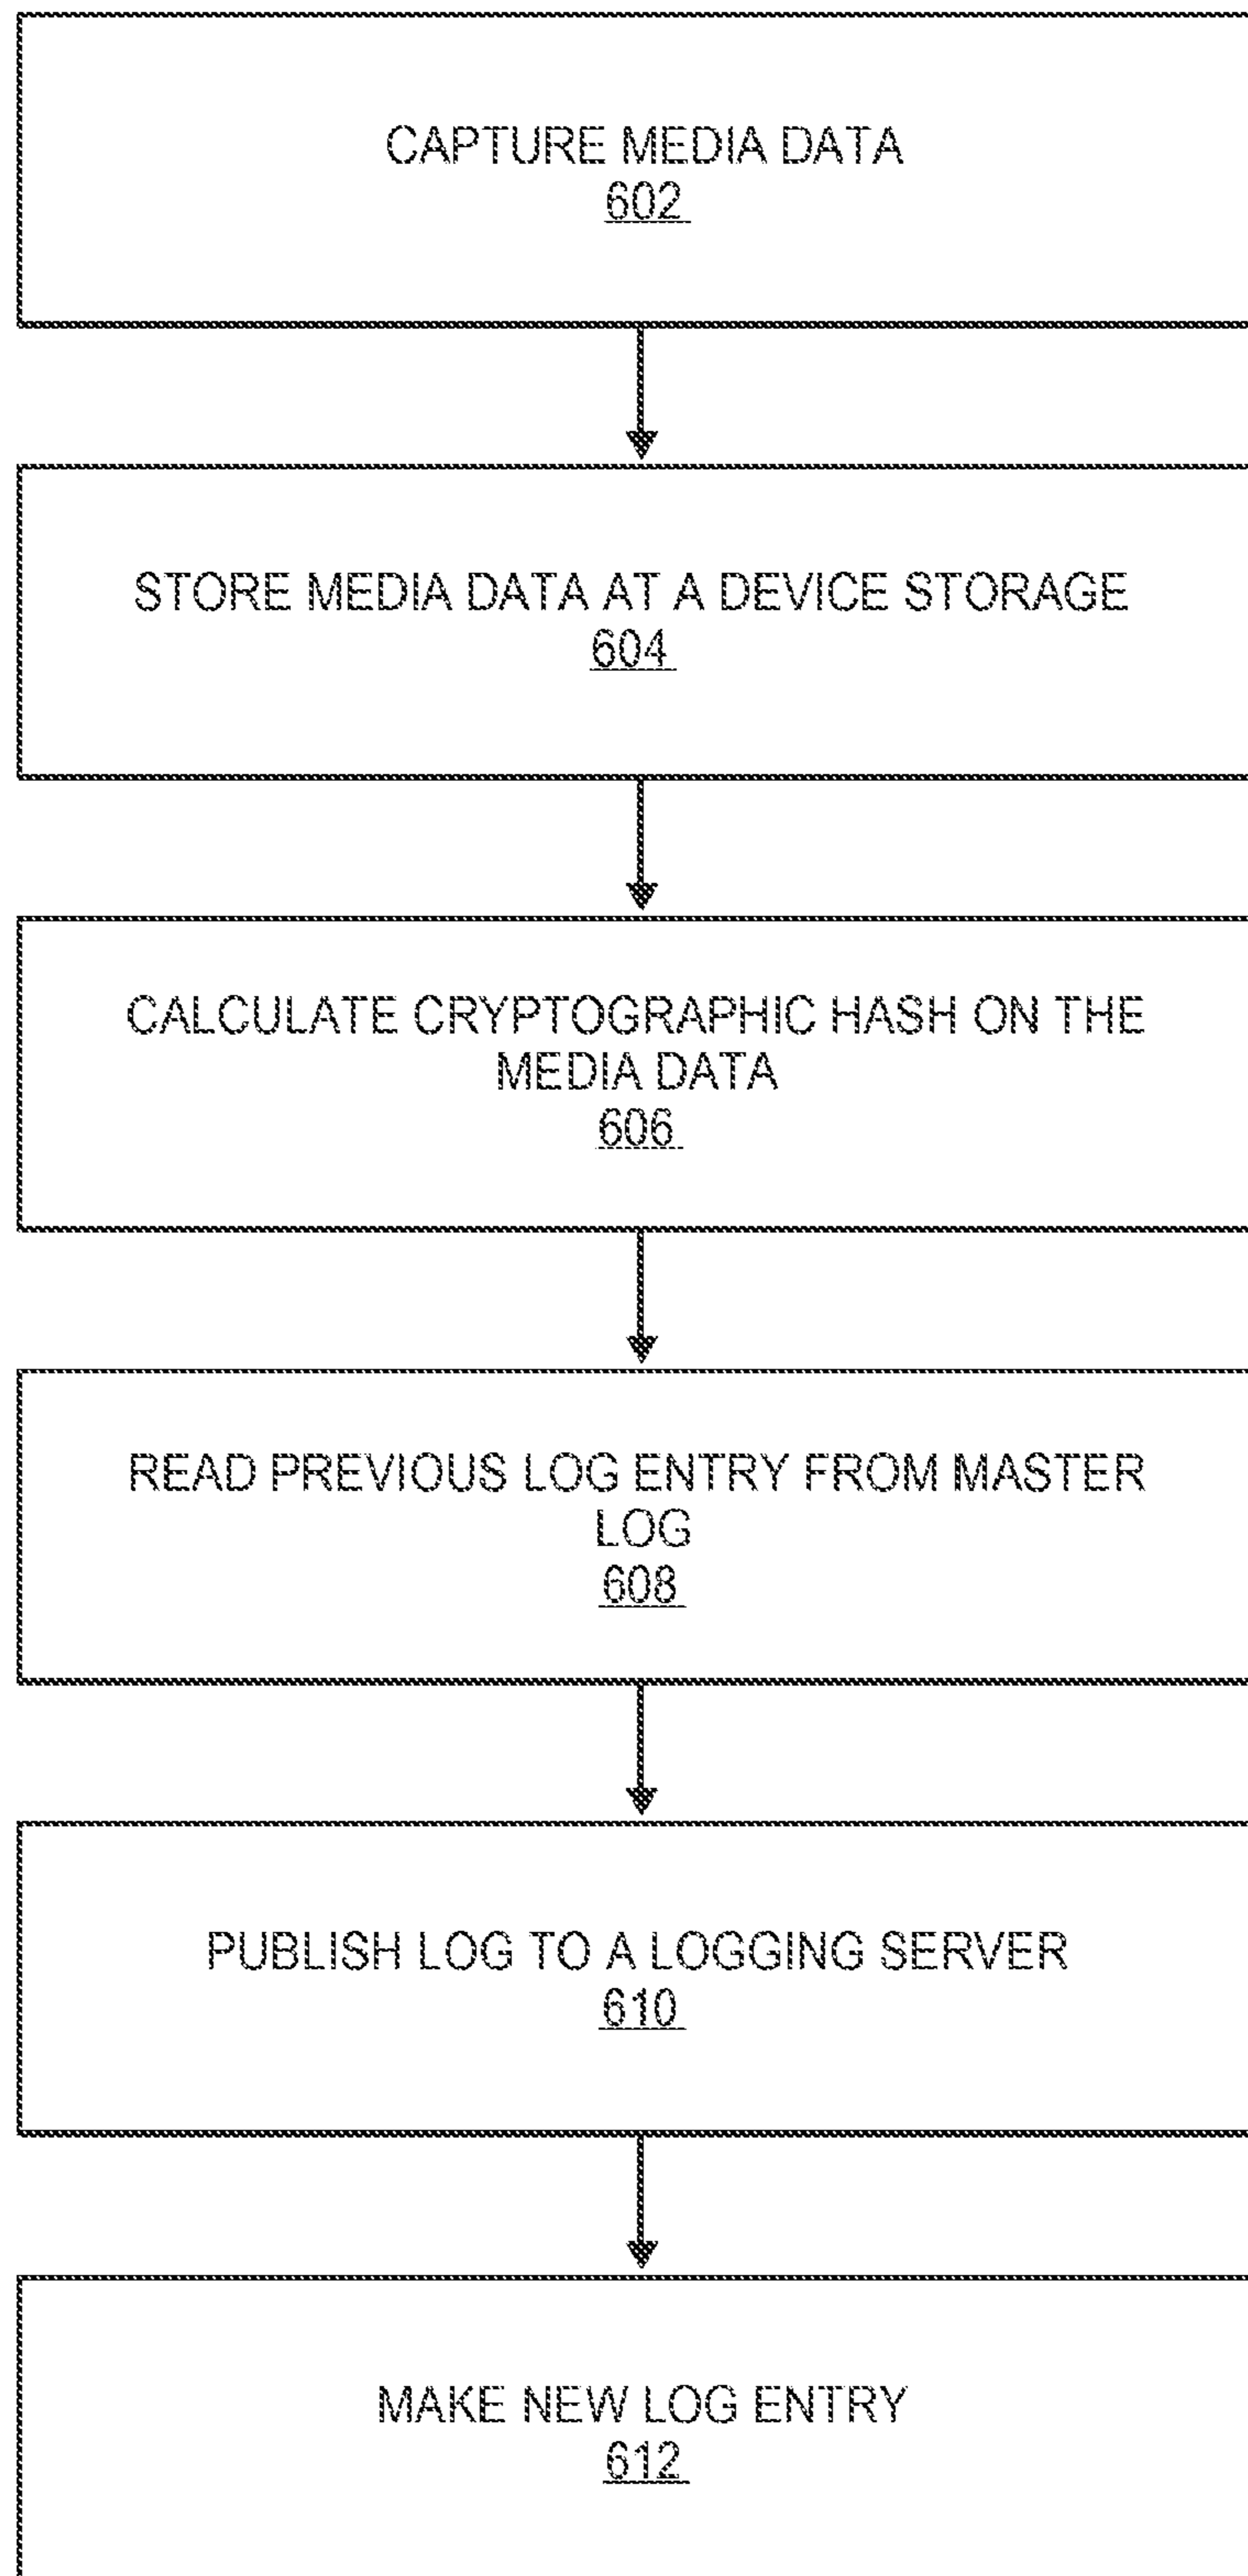 CAPTURE MEDIA DATA
602
STORE MEDIA DATA AT A DEVICE STORAGE
604
CALCULATE CRYPTOGRAPHIC HASH ON THE
MEDIA DATA
606
READ PREVIOUS LOG ENTRY FROM MASTER
LOG
608
PUBLISH LOG TO A LOGGING SERVER
610
MAKE NEW LOG ENTRY
612